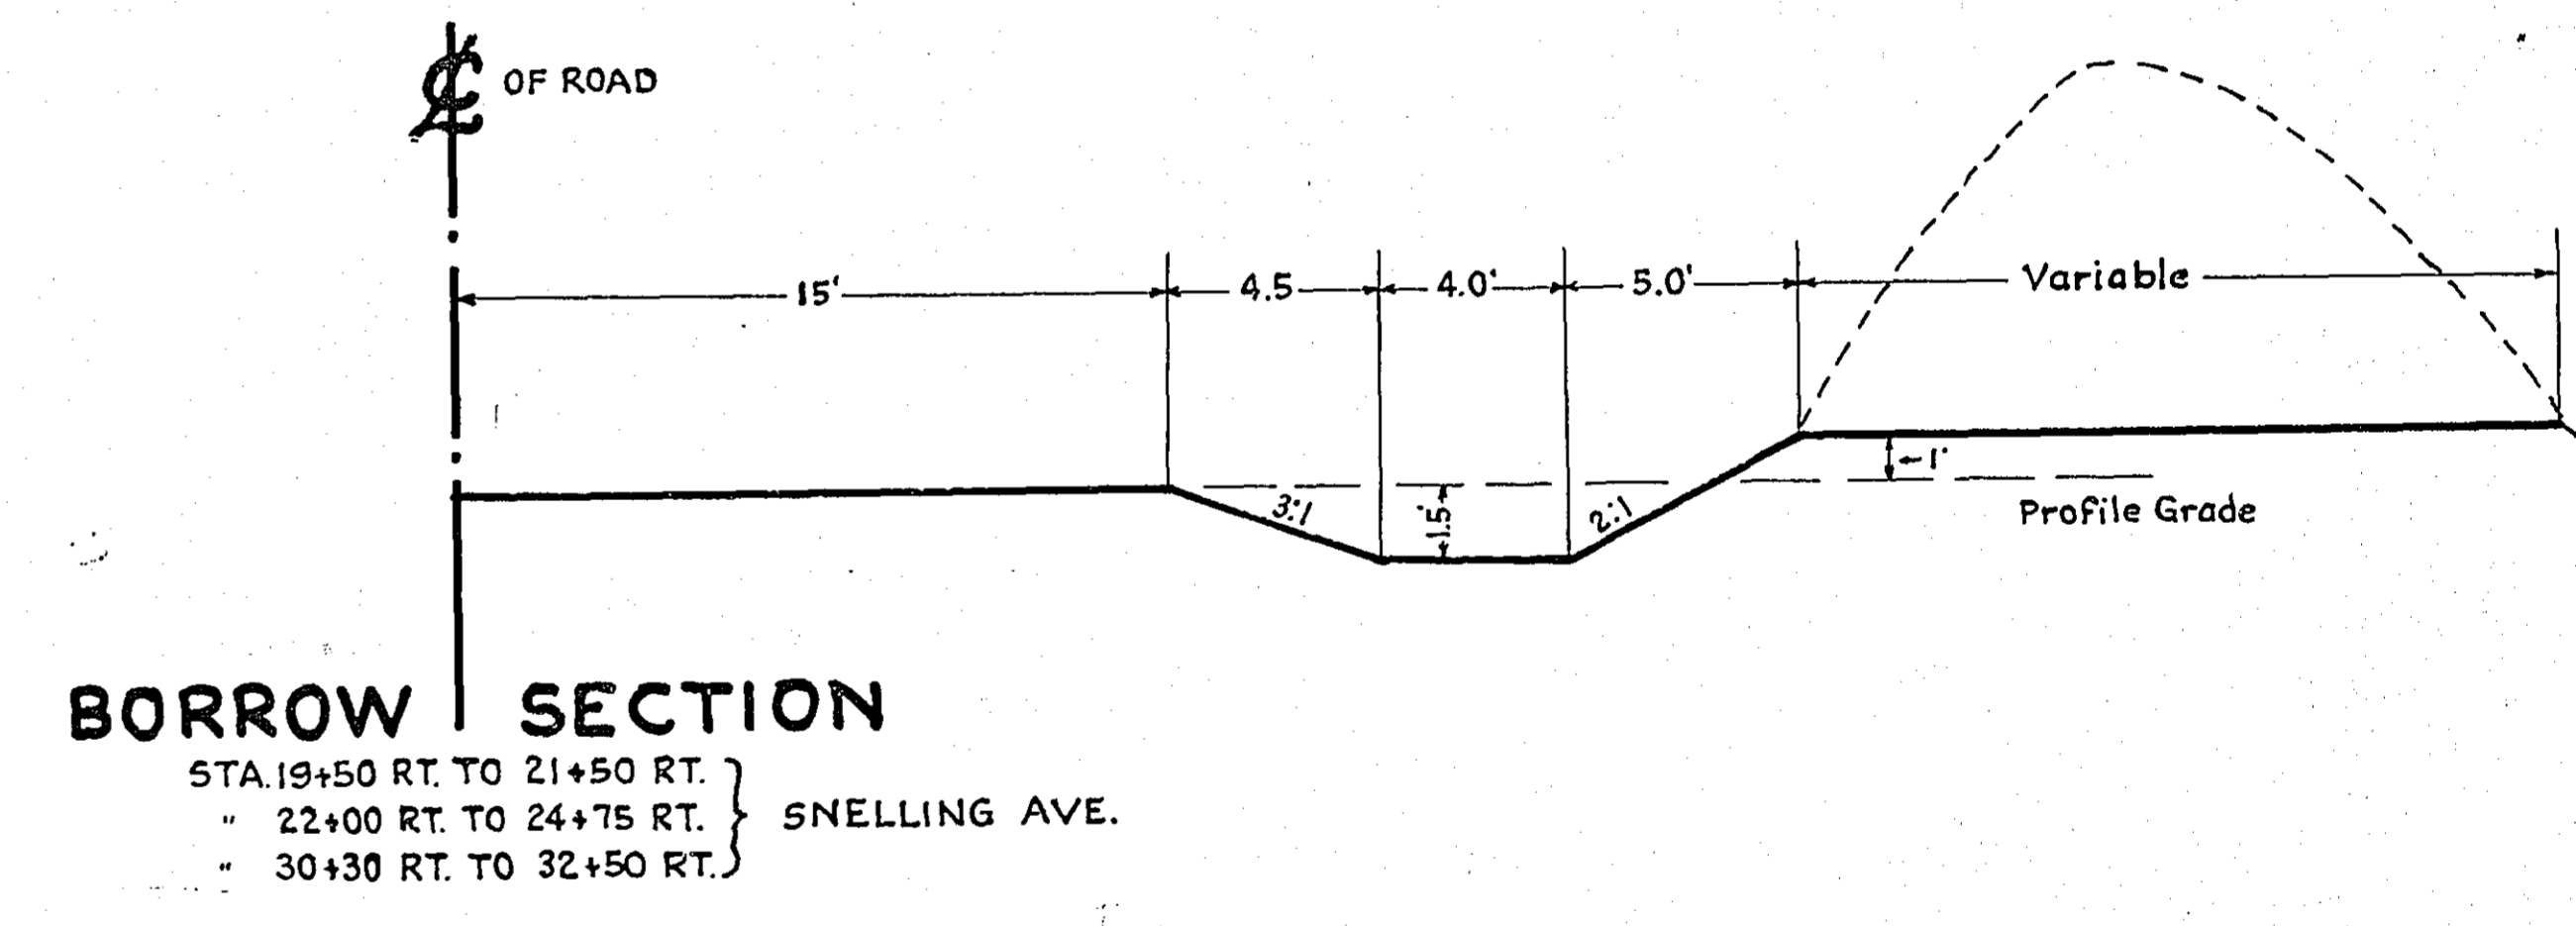 ℄ OF ROAD
15' 4.5 4.0' 5.0' Variable
1'
3:1 1.5' 2:1
Profile Grade
BORROW SECTION
STA. 19+50 RT. TO 21+50 RT.
" 22+00 RT. TO 24+75 RT. SNELLING AVE.
" 30+30 RT. TO 32+50 RT.